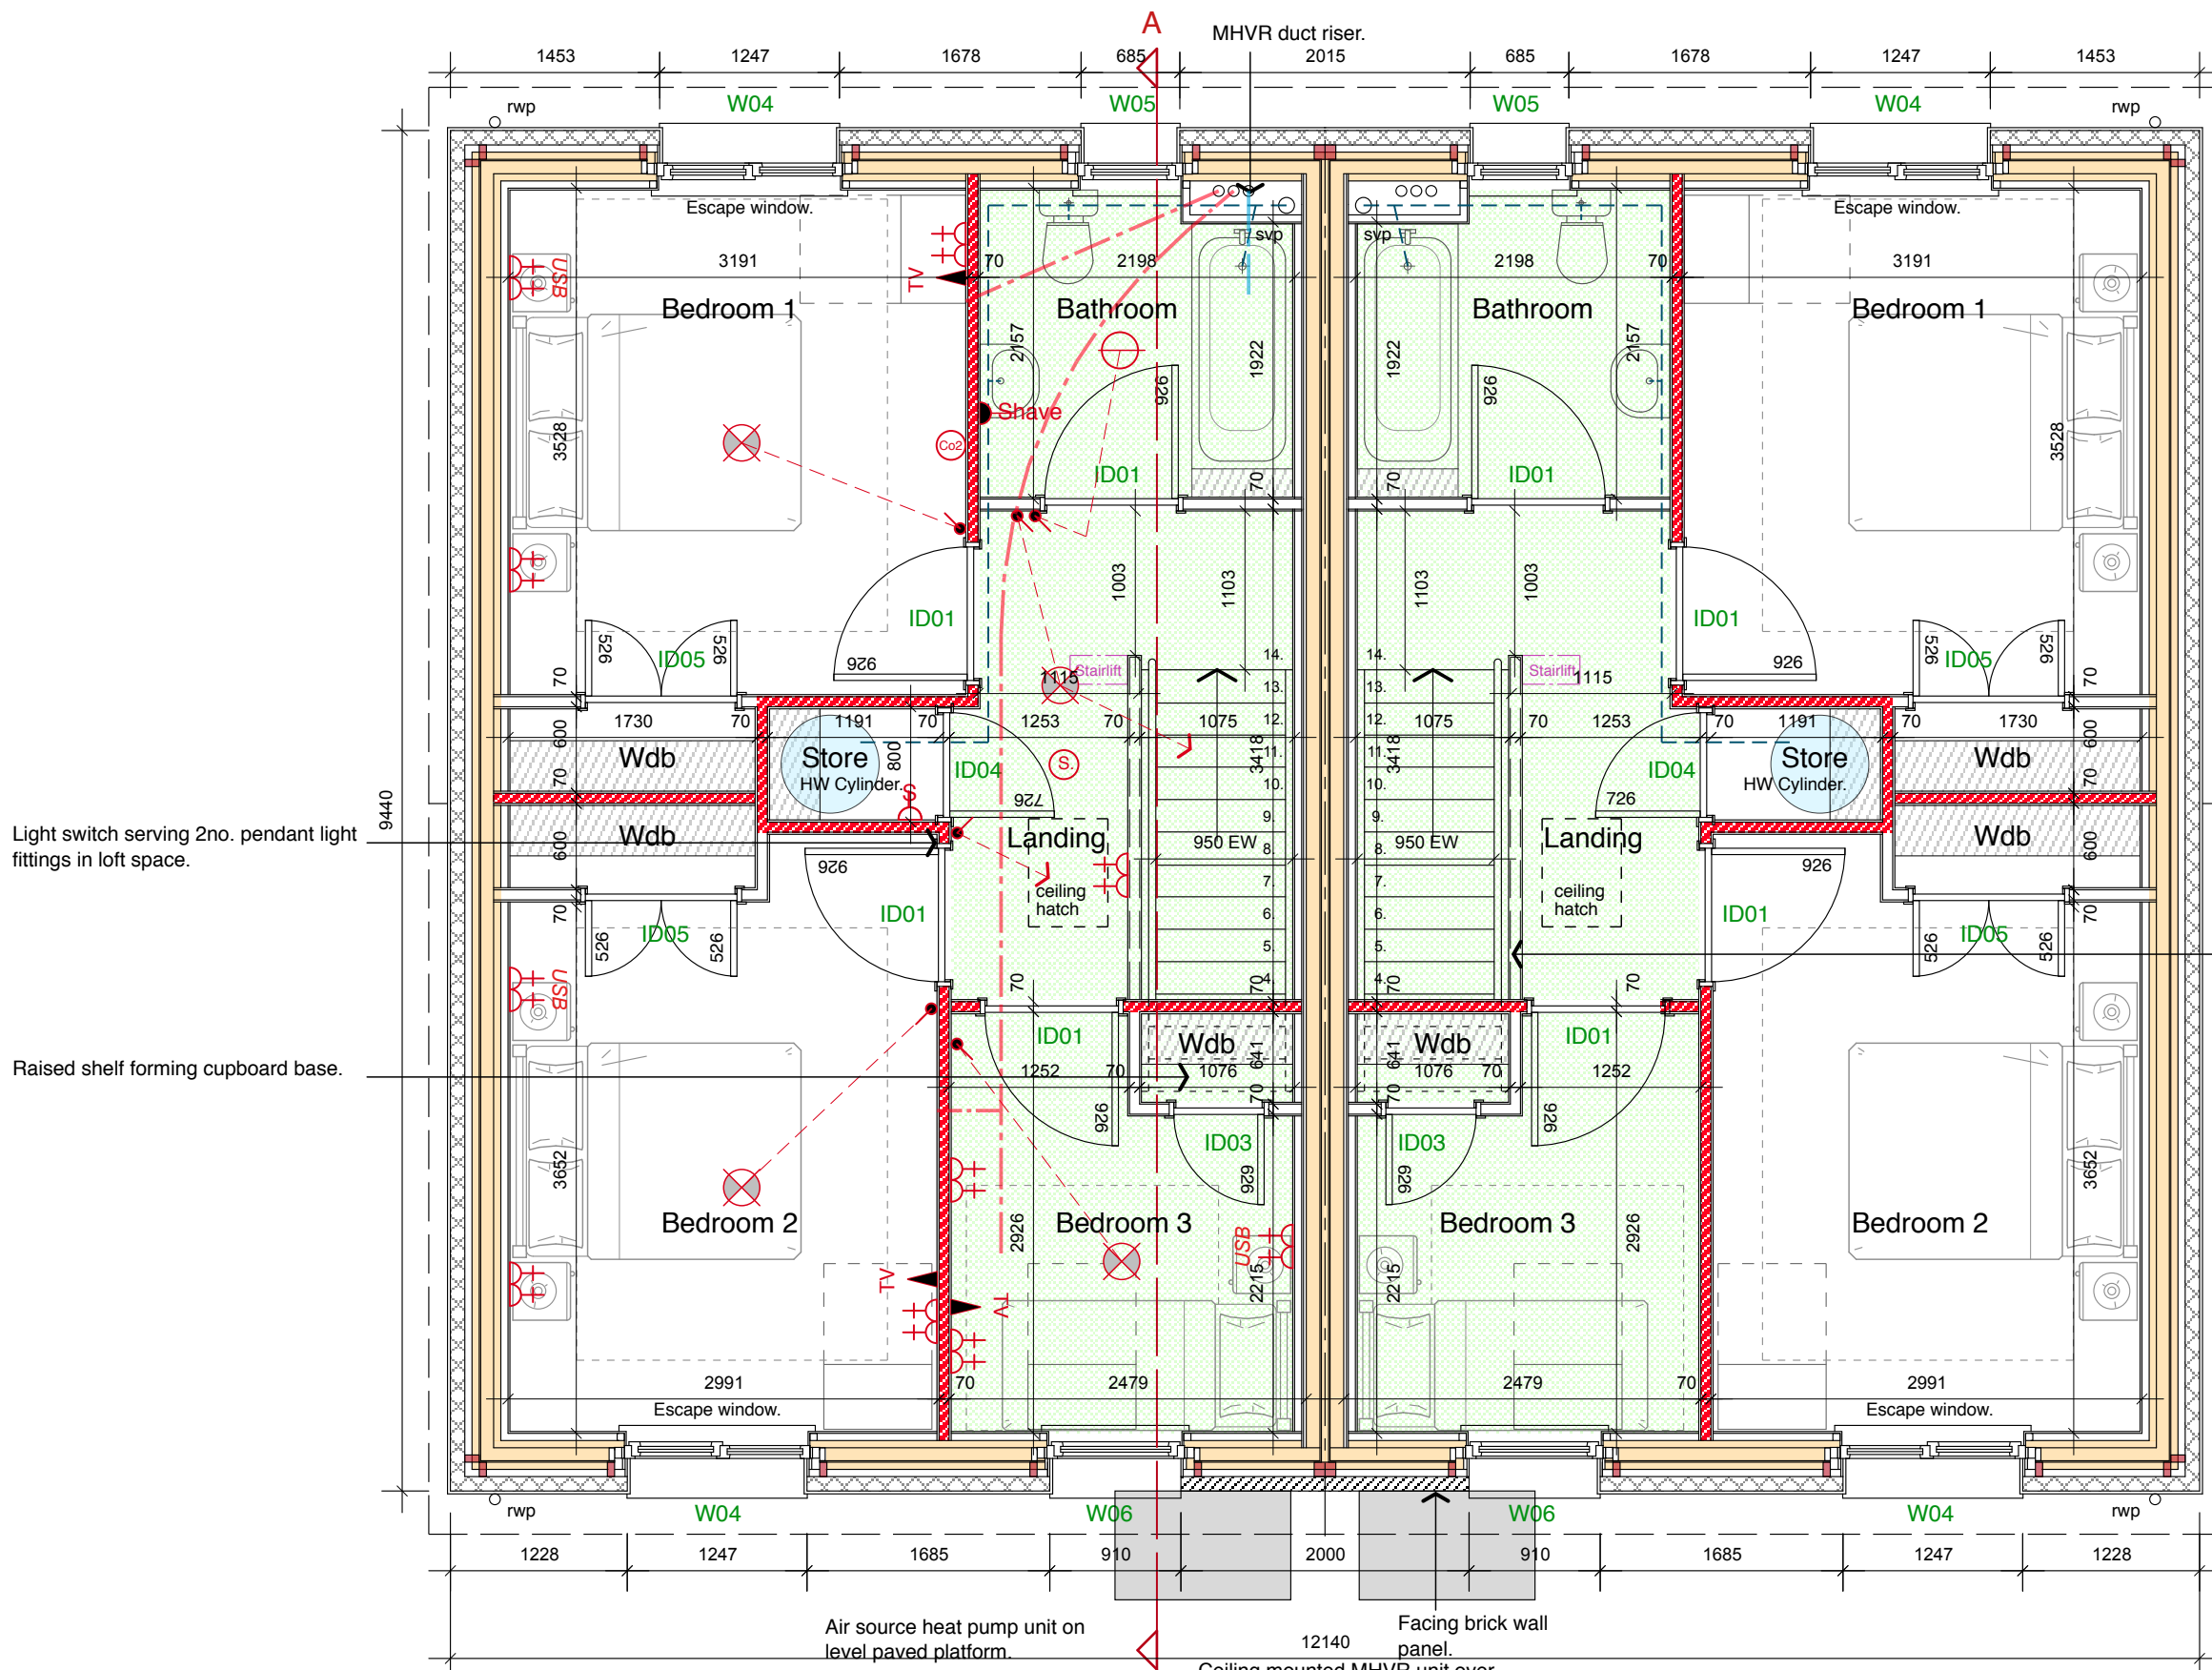 A
MHVR duct riser.
1453 1247 1678 685 2015 685 1678 1247 1453
rwp W04 W05 W05 W04 rwp
Escape window. Escape window.
svp svp
USB TV 3191 70 2198 2198 70 3191
Bedroom 1 Bathroom Bathroom Bedroom 1
2157 1922 1922 2157
926 926
Shave
3528 Co2 3528
ID01 70 70 ID01
1003 1103 1103 1003
ID01 ID01
526 526 526 526
ID05 926 14. 14. 926 ID05
70 1115 Stairlift Stairlift 1115 70
13. 13.
1730 70 1191 70 1253 70 1075 12. 12. 1075 70 1253 70 1191 70 1730
600 Wdb Store 800 3418 11. 11. 3418 Store Wdb 600
HW Cylinder. ID04 S. ID04 HW Cylinder.
70 S 726 10. 10. 726 70
9440
Light switch serving 2no. pendant light
fittings in loft space.
9. 9.
600 Wdb Landing 950 EW 950 EW Landing Wdb 600
8. 8.
926 926
7. 7.
ceiling
hatch
ceiling
hatch
70 ID01 6. 6. ID01 70
526 ID05 526 5. 5. 526 ID05 526
USB 70 70 4. 4. 70 70
ID01 Wdb Wdb ID01
Raised shelf forming cupboard base.
1252 70 1076 641 641 1076 70 1252
926 70 70 926
ID03 ID03
3652 626 626 3652
Bedroom 2 Bedroom 3 Bedroom 3 Bedroom 2
2926 USB 2926
TV TV 2215 2215
2991 70 2479 2479 70 2991
Escape window. Escape window.
rwp W04 W06 W06 W04 rwp
1228 1247 1685 910 2000 910 1685 1247 1228
Air source heat pump unit on
level paved platform.
Facing brick wall
panel.
12140
Ceiling mounted MHVR unit over